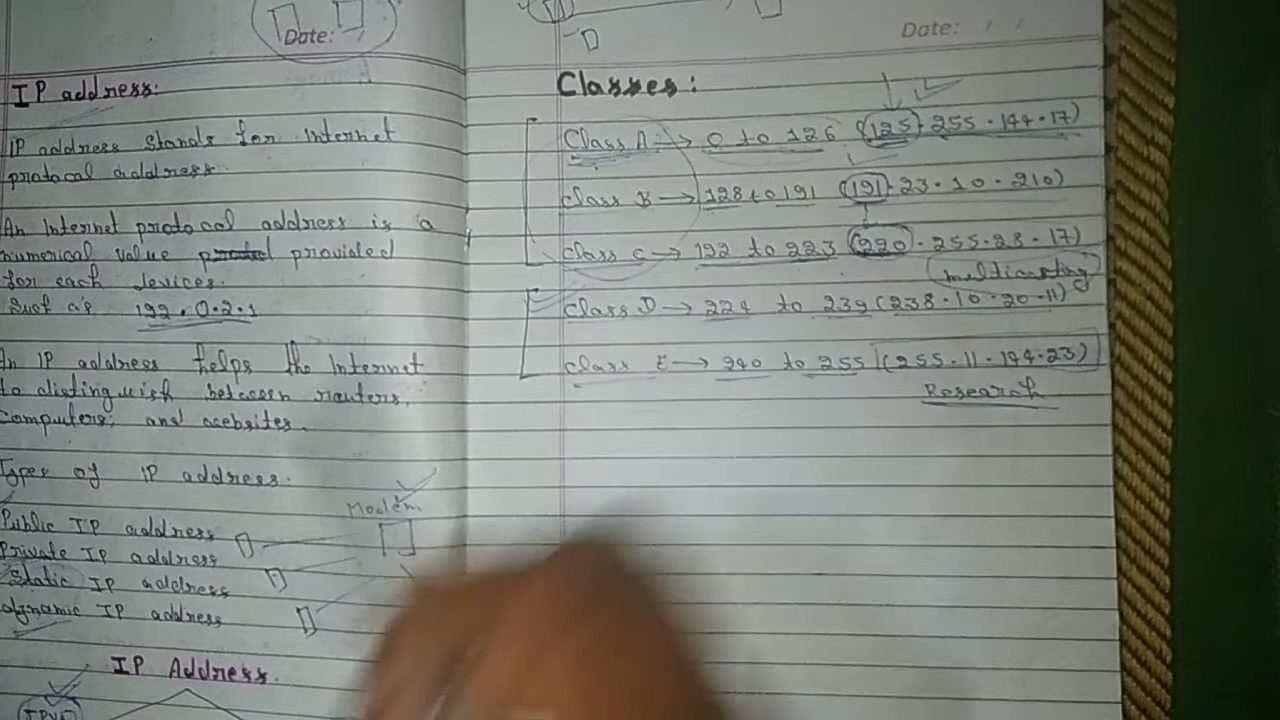 Date:
IP address:
IP address stands for Internet
protocal address.
An Internet protocal address is a
numerical value provided
for each devices.
Such as 192.0.2.1
An IP address helps the Internet
to distinguish between routers,
computers, and websites.
Types of IP address.
Modem
Public IP address
Private IP address
Static IP address
dynamic IP address
IP Address.
D
Date: / /
Classes:
Class A → 0 to 126 (125.255.144.17)
class B → 128 to 191 (191.23.10.210)
class c → 192 to 223 (220.255.28.17)
multicasting
class D → 224 to 239 (238.10.20.11)
class E → 240 to 255 (255.11.144.23)
Research